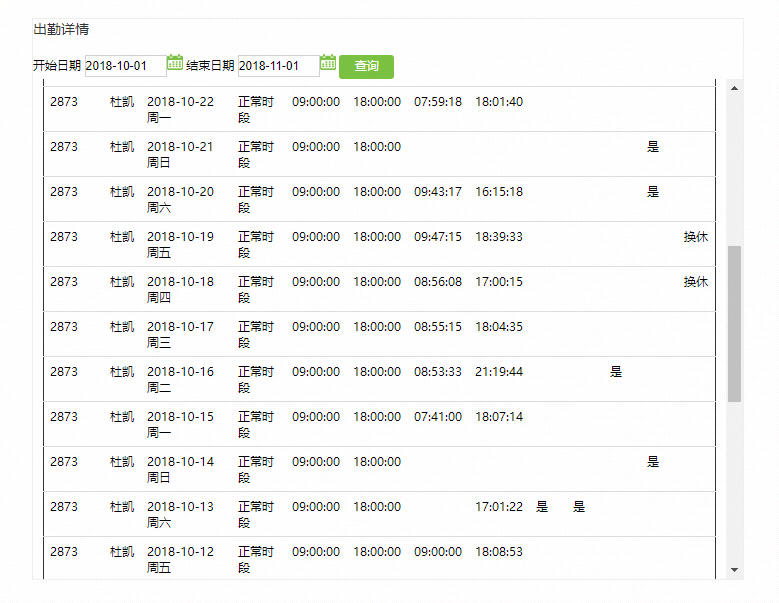 出勤详情
开始日期 2018-10-01 结束日期 2018-11-01 查询
2873 杜凯 2018-10-22 正常时 09:00:00 18:00:00 07:59:18 18:01:40
周一 段
2873 杜凯 2018-10-21 正常时 09:00:00 18:00:00 是
周日 段
2873 杜凯 2018-10-20 正常时 09:00:00 18:00:00 09:43:17 16:15:18 是
周六 段
2873 杜凯 2018-10-19 正常时 09:00:00 18:00:00 09:47:15 18:39:33 换休
周五 段
2873 杜凯 2018-10-18 正常时 09:00:00 18:00:00 08:56:08 17:00:15 换休
周四 段
2873 杜凯 2018-10-17 正常时 09:00:00 18:00:00 08:55:15 18:04:35
周三 段
2873 杜凯 2018-10-16 正常时 09:00:00 18:00:00 08:53:33 21:19:44 是
周二 段
2873 杜凯 2018-10-15 正常时 09:00:00 18:00:00 07:41:00 18:07:14
周一 段
2873 杜凯 2018-10-14 正常时 09:00:00 18:00:00 是
周日 段
2873 杜凯 2018-10-13 正常时 09:00:00 18:00:00 17:01:22 是 是
周六 段
2873 杜凯 2018-10-12 正常时 09:00:00 18:00:00 09:00:00 18:08:53
周五 段